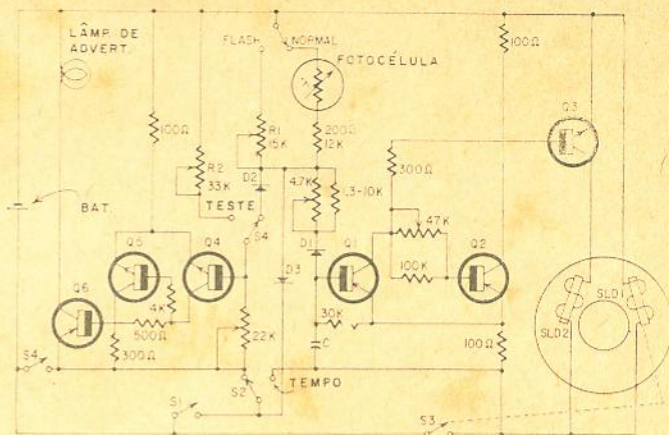 LÂMP. DE
ADVERT.
FLASH
NORMAL
FOTOCÉLULA
100Ω
Q3
100Ω
R2
33K
R1
15K
D2
200Ω
12K
4.7K
1.3-10K
300Ω
47K
BAT.
TESTE
S4
Q5
Q4
D1
Q1
Q2
100K
D3
Q6
4K
500Ω
300Ω
22K
30K
C
100Ω
SLD1
SLD2
S4
S2
TEMPO
S1
S3